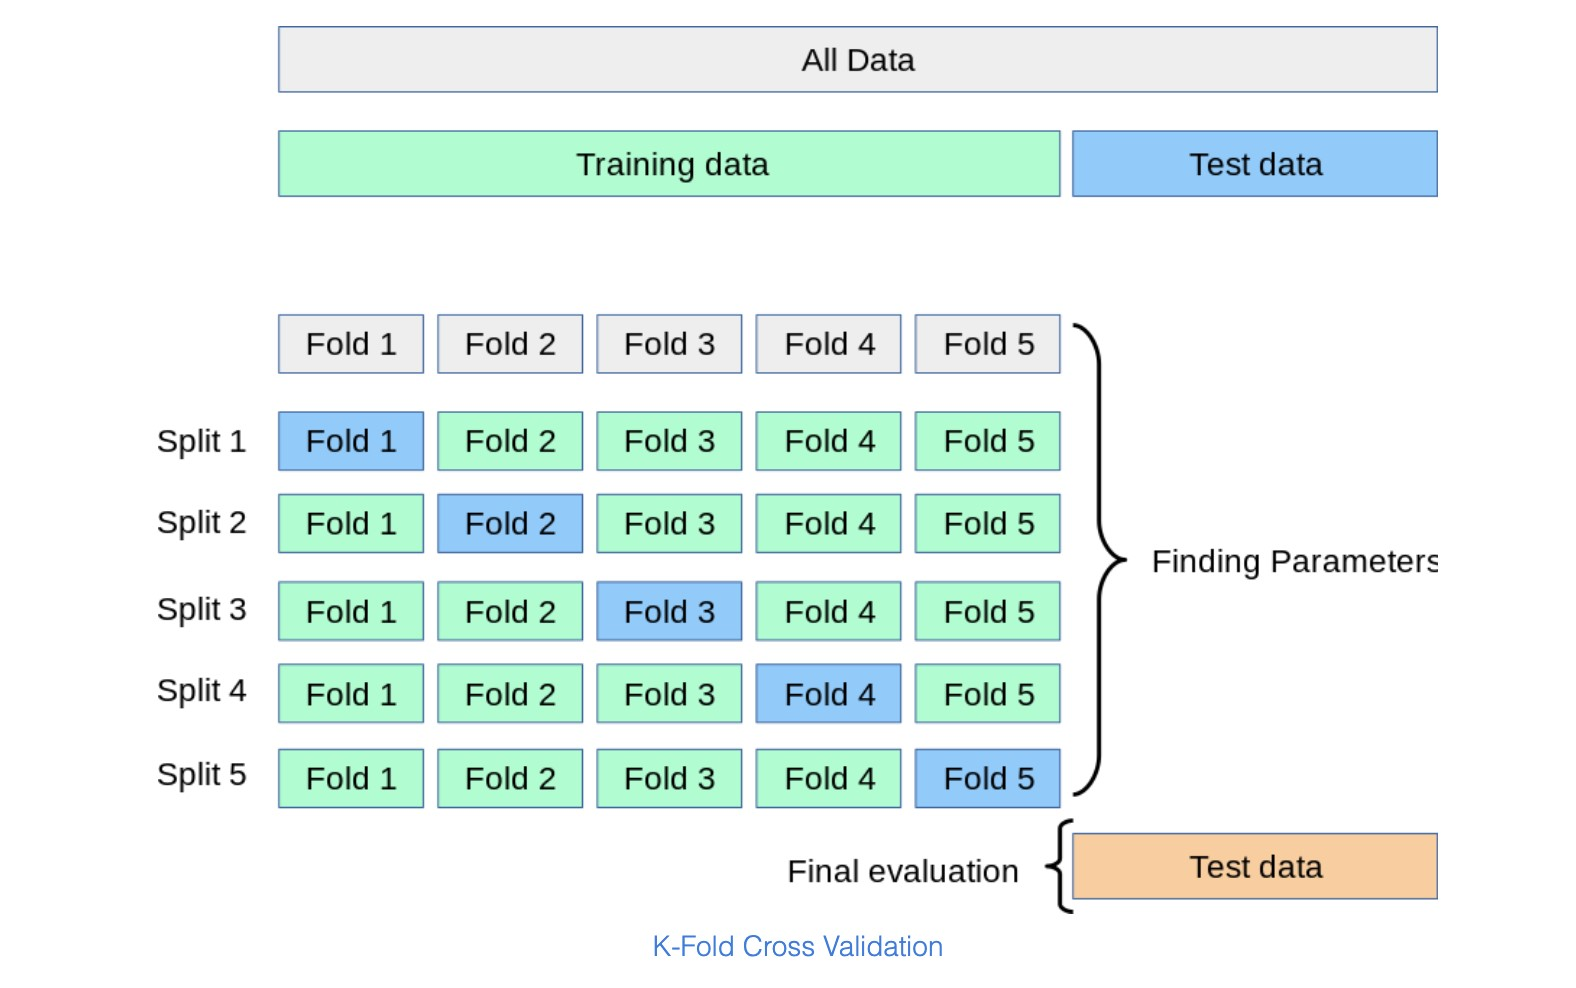 All Data
Training data Test data
Fold 1 Fold 2 Fold 3 Fold 4 Fold 5
Split 1 Fold 1 Fold 2 Fold 3 Fold 4 Fold 5
Split 2 Fold 1 Fold 2 Fold 3 Fold 4 Fold 5
Finding Parameters
Split 3 Fold 1 Fold 2 Fold 3 Fold 4 Fold 5
Split 4 Fold 1 Fold 2 Fold 3 Fold 4 Fold 5
Split 5 Fold 1 Fold 2 Fold 3 Fold 4 Fold 5
Final evaluation Test data
K-Fold Cross Validation